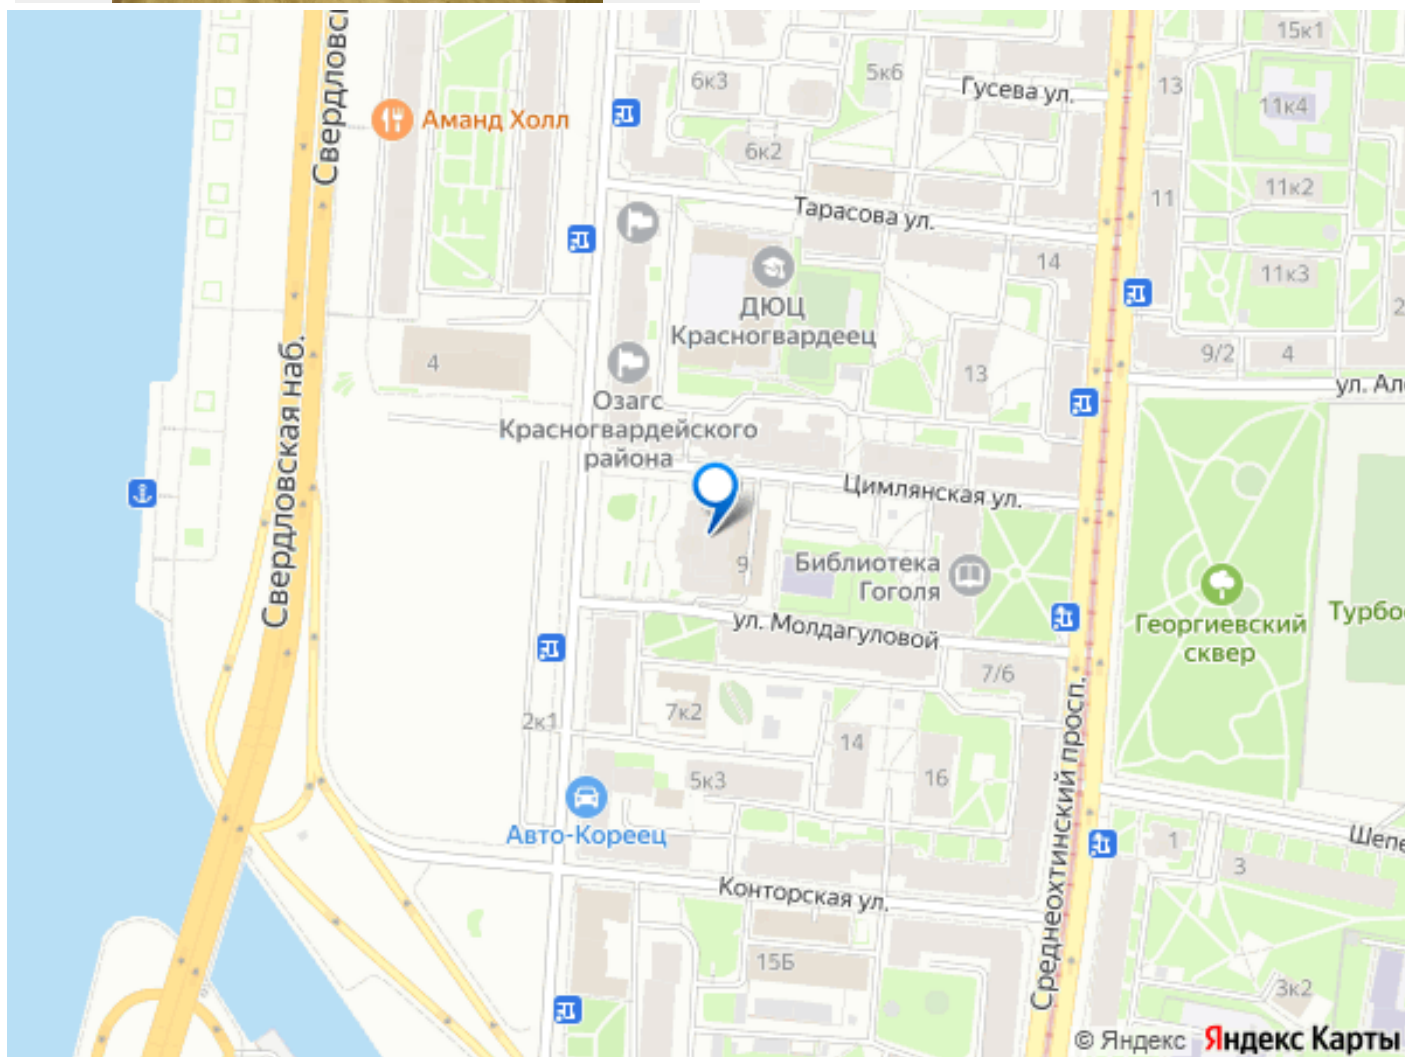 Свердловск
Аманд Холл
6к3
5к6
Гусева ул.
15к1
13
11к4
6к2
11к2
11
Тарасова ул.
14
11к3
ДЮЦ
Красногвардеец
9/2
4
4
13
ул. Але
Озагс
Красногвардейского
района
Свердловская наб.
Цимлянская ул.
9
Библиотека
Гоголя
ул. Молдагуловой
Георгиевский
сквер
Турбо
7/6
7к2
2к1
14
16
5к3
Среднеохтинский просп.
Авто-Кореец
Шепе
1
3
Конторская ул.
15Б
3к2
© Яндекс Яндекс Карты